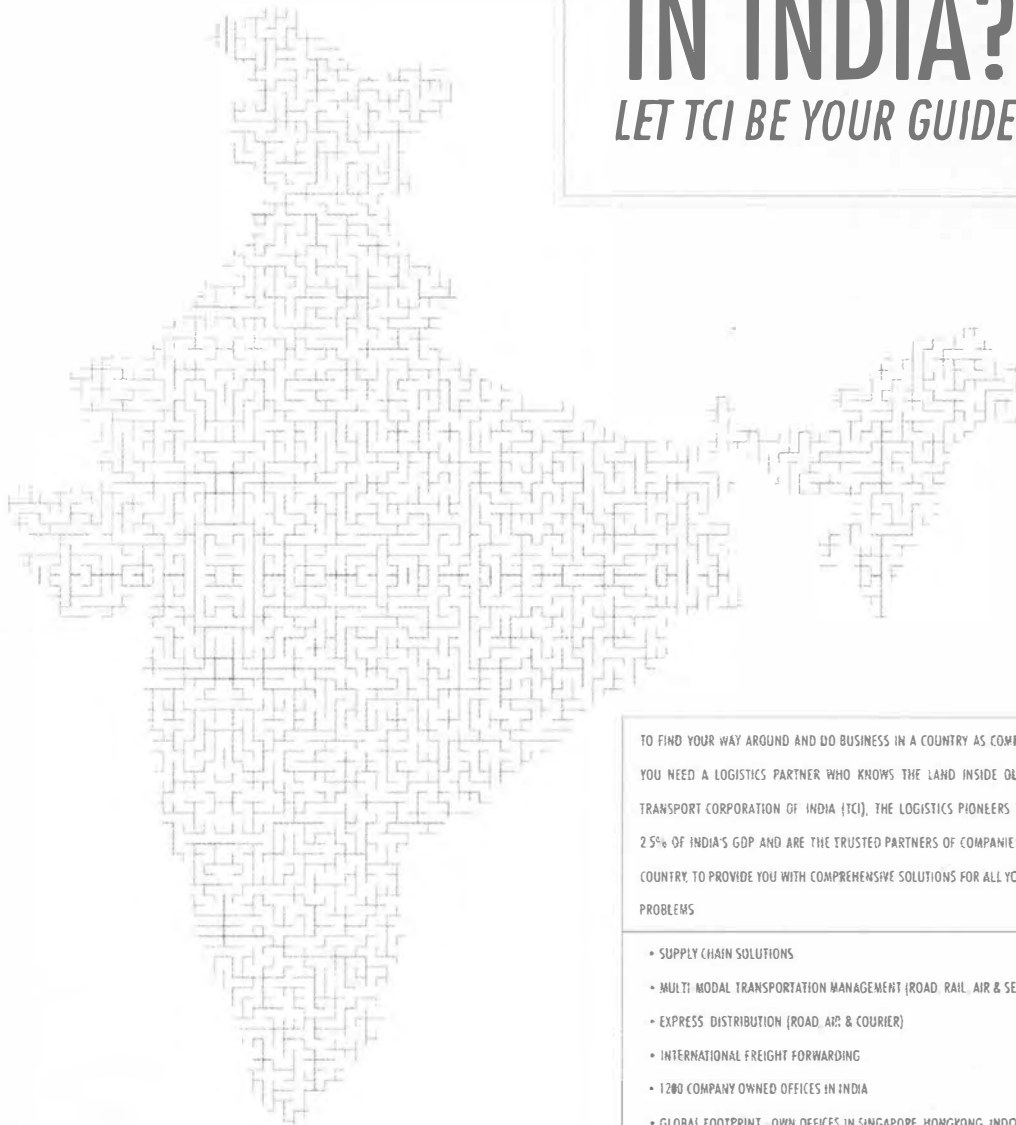 IN INDIA?
LET TCI BE YOUR GUIDE
TO FIND YOUR WAY AROUND AND DO BUSINESS IN A COUNTRY AS
YOU NEED A LOGISTICS PARTNER WHO KNOWS THE LAND INSIDE
TRANSPORT CORPORATION OF INDIA (TCI), THE LOGISTICS PIONEERS
2 5% OF INDIA'S GDP AND ARE THE TRUSTED PARTNERS OF
COUNTRY, TO PROVIDE YOU WITH COMPREHENSIVE SOLUTIONS FOR ALL
PROBLEMS
• SUPPLY CHAIN SOLUTIONS
• MULTI MODAL TRANSPORTATION MANAGEMENT (ROAD RAIL AIR &
• EXPRESS DISTRIBUTION (ROAD, AIR & COURIER)
• INTERNATIONAL FREIGHT FORWARDING
• 1200 COMPANY OWNED OFFICES IN INDIA
• GLOBAL FOOTPRINT - OWN OFFICES IN SINGAPORE, HONGKONG,